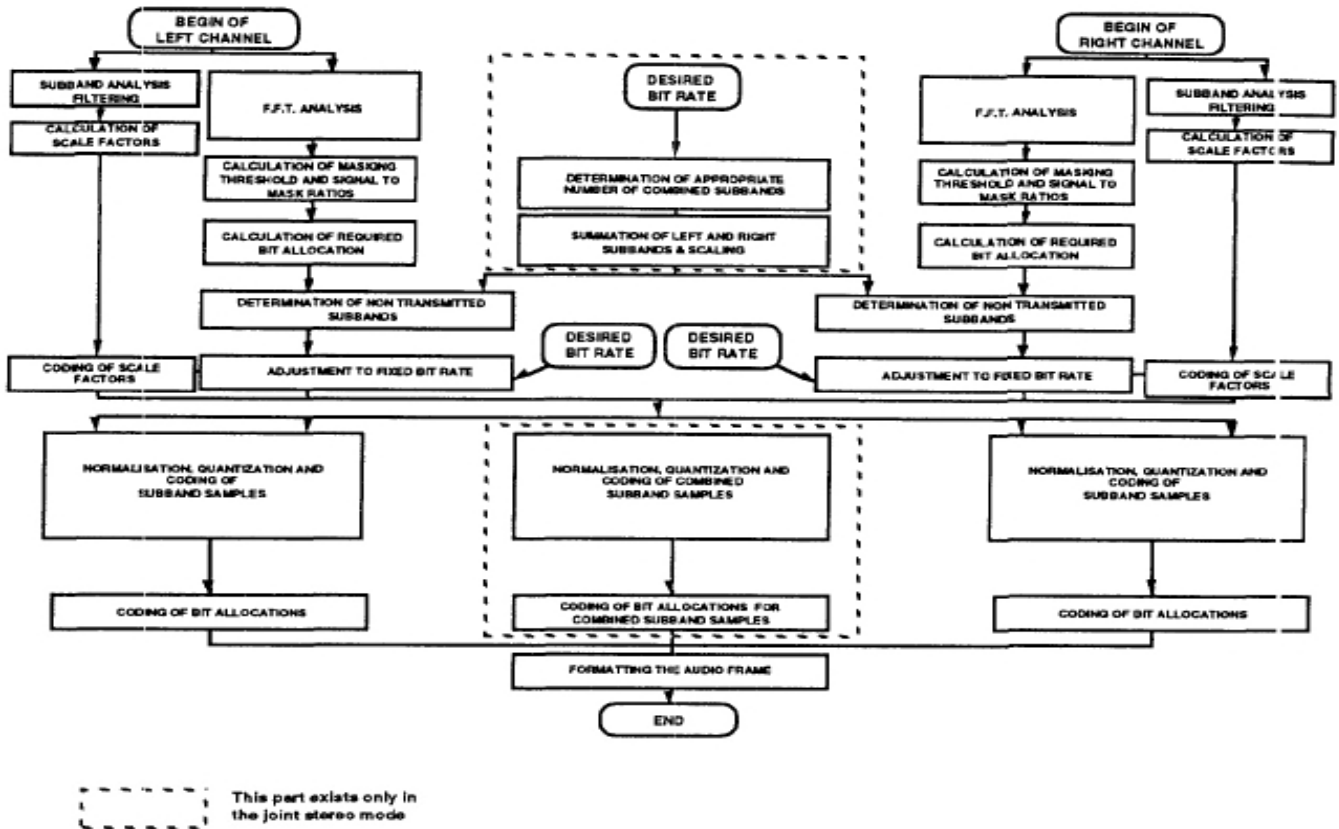 BEGIN OF
LEFT CHANNEL
SUBBAND ANALYSIS
FILTERING
CALCULATION OF
SCALE FACTORS
F.F.T. ANALYSIS
CALCULATION OF MASKING
THRESHOLD AND SIGNAL TO
MASK RATIOS
CALCULATION OF REQUIRED
BIT ALLOCATION
DETERMINATION OF NON TRANSMITTED
SUBBANDS
CODING OF SCALE
FACTORS
ADJUSTMENT TO FIXED BIT RATE
DESIRED
BIT RATE
DETERMINATION OF APPROPRIATE
NUMBER OF COMBINED SUBBANDS
SUMMATION OF LEFT AND RIGHT
SUBBANDS & SCALING
DESIRED
BIT RATE
DESIRED
BIT RATE
BEGIN OF
RIGHT CHANNEL
F.F.T. ANALYSIS
SUBBAND ANALYSIS
FILTERING
CALCULATION OF
SCALE FACTORS
CALCULATION OF MASKING
THRESHOLD AND SIGNAL TO
MASK RATIOS
CALCULATION OF REQUIRED
BIT ALLOCATION
DETERMINATION OF NON TRANSMITTED
SUBBANDS
ADJUSTMENT TO FIXED BIT RATE
CODING OF SCALE
FACTORS
NORMALISATION, QUANTIZATION AND
CODING OF
SUBBAND SAMPLES
NORMALISATION, QUANTIZATION AND
CODING OF COMBINED
SUBBAND SAMPLES
NORMALISATION, QUANTIZATION AND
CODING OF
SUBBAND SAMPLES
CODING OF BIT ALLOCATIONS
CODING OF BIT ALLOCATIONS FOR
COMBINED SUBBAND SAMPLES
CODING OF BIT ALLOCATIONS
FORMATTING THE AUDIO FRAME
END
This part exists only in
the joint stereo mode